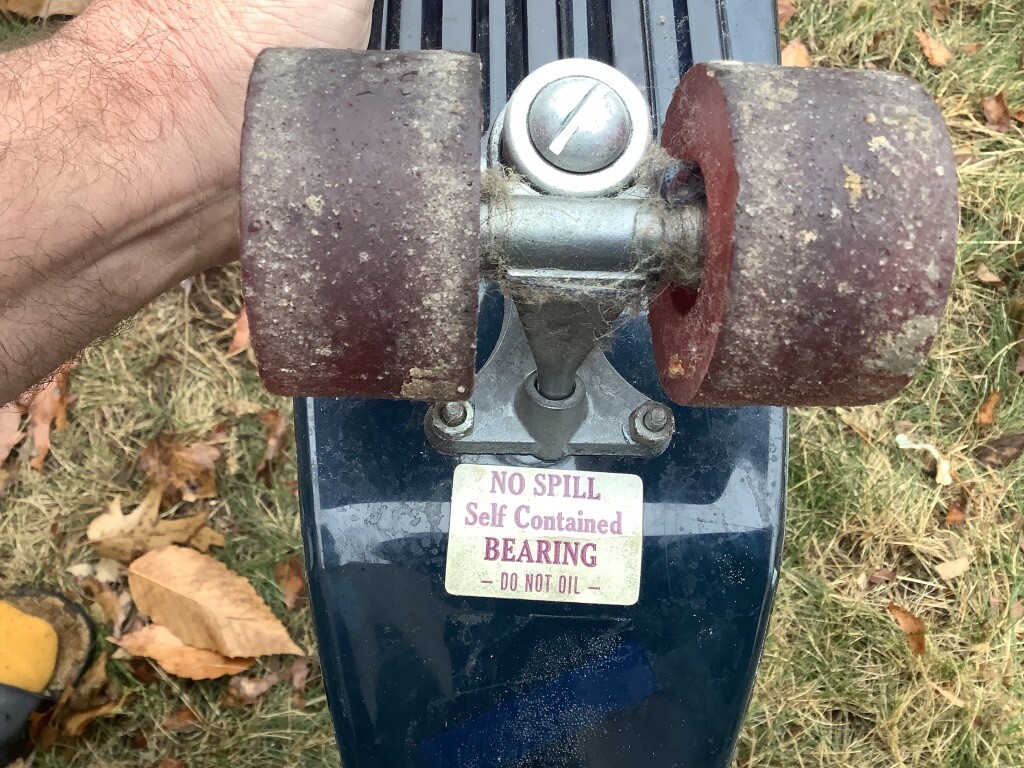 NO SPILL
Self Contained
BEARING
– DO NOT OIL –